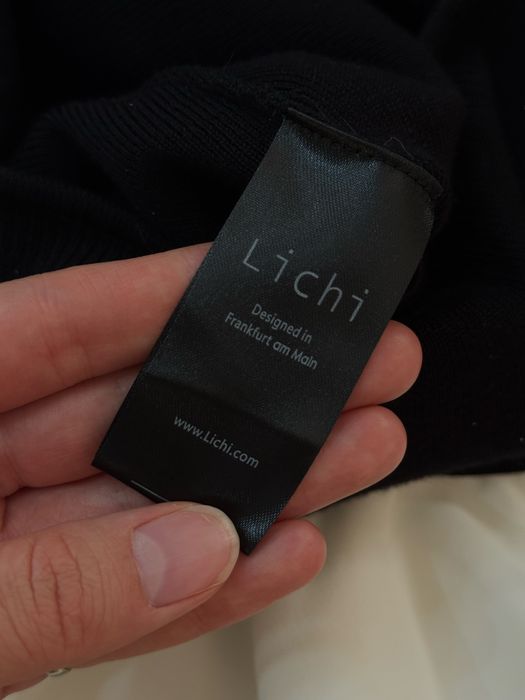 Lichi
Designed in
Frankfurt am Main
www.Lichi.com